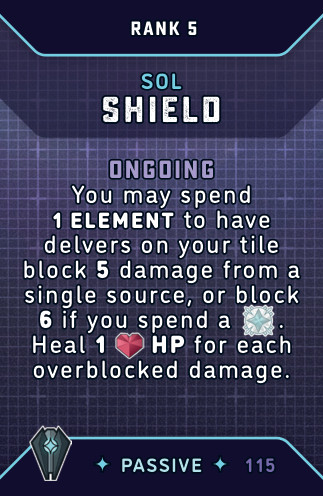 RANK 5
SOL
SHIELD
ONGOING
You may spend
1 ELEMENT to have
delvers on your tile
block 5 damage from a
single source, or block
6 if you spend a .
Heal 1 HP for each
overblocked damage.
PASSIVE 115